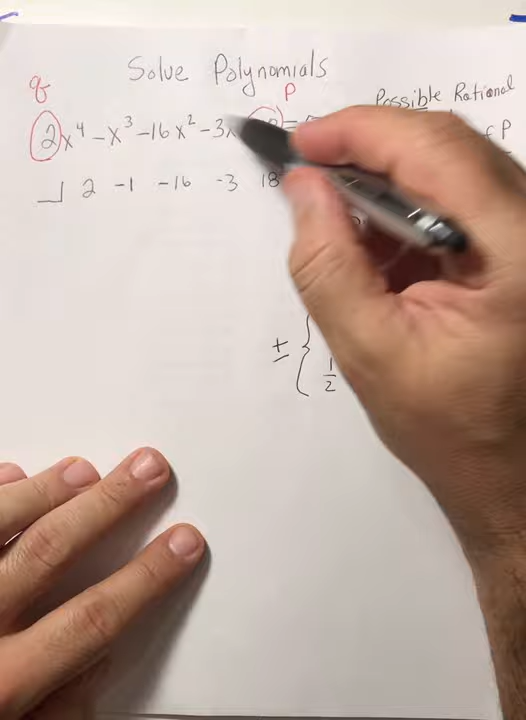 Solve Polynomials
q
P
Possible Rational
2x⁴ - x³ - 16x² - 3x
P
2 -1 -16 -3 18
± {
1/2